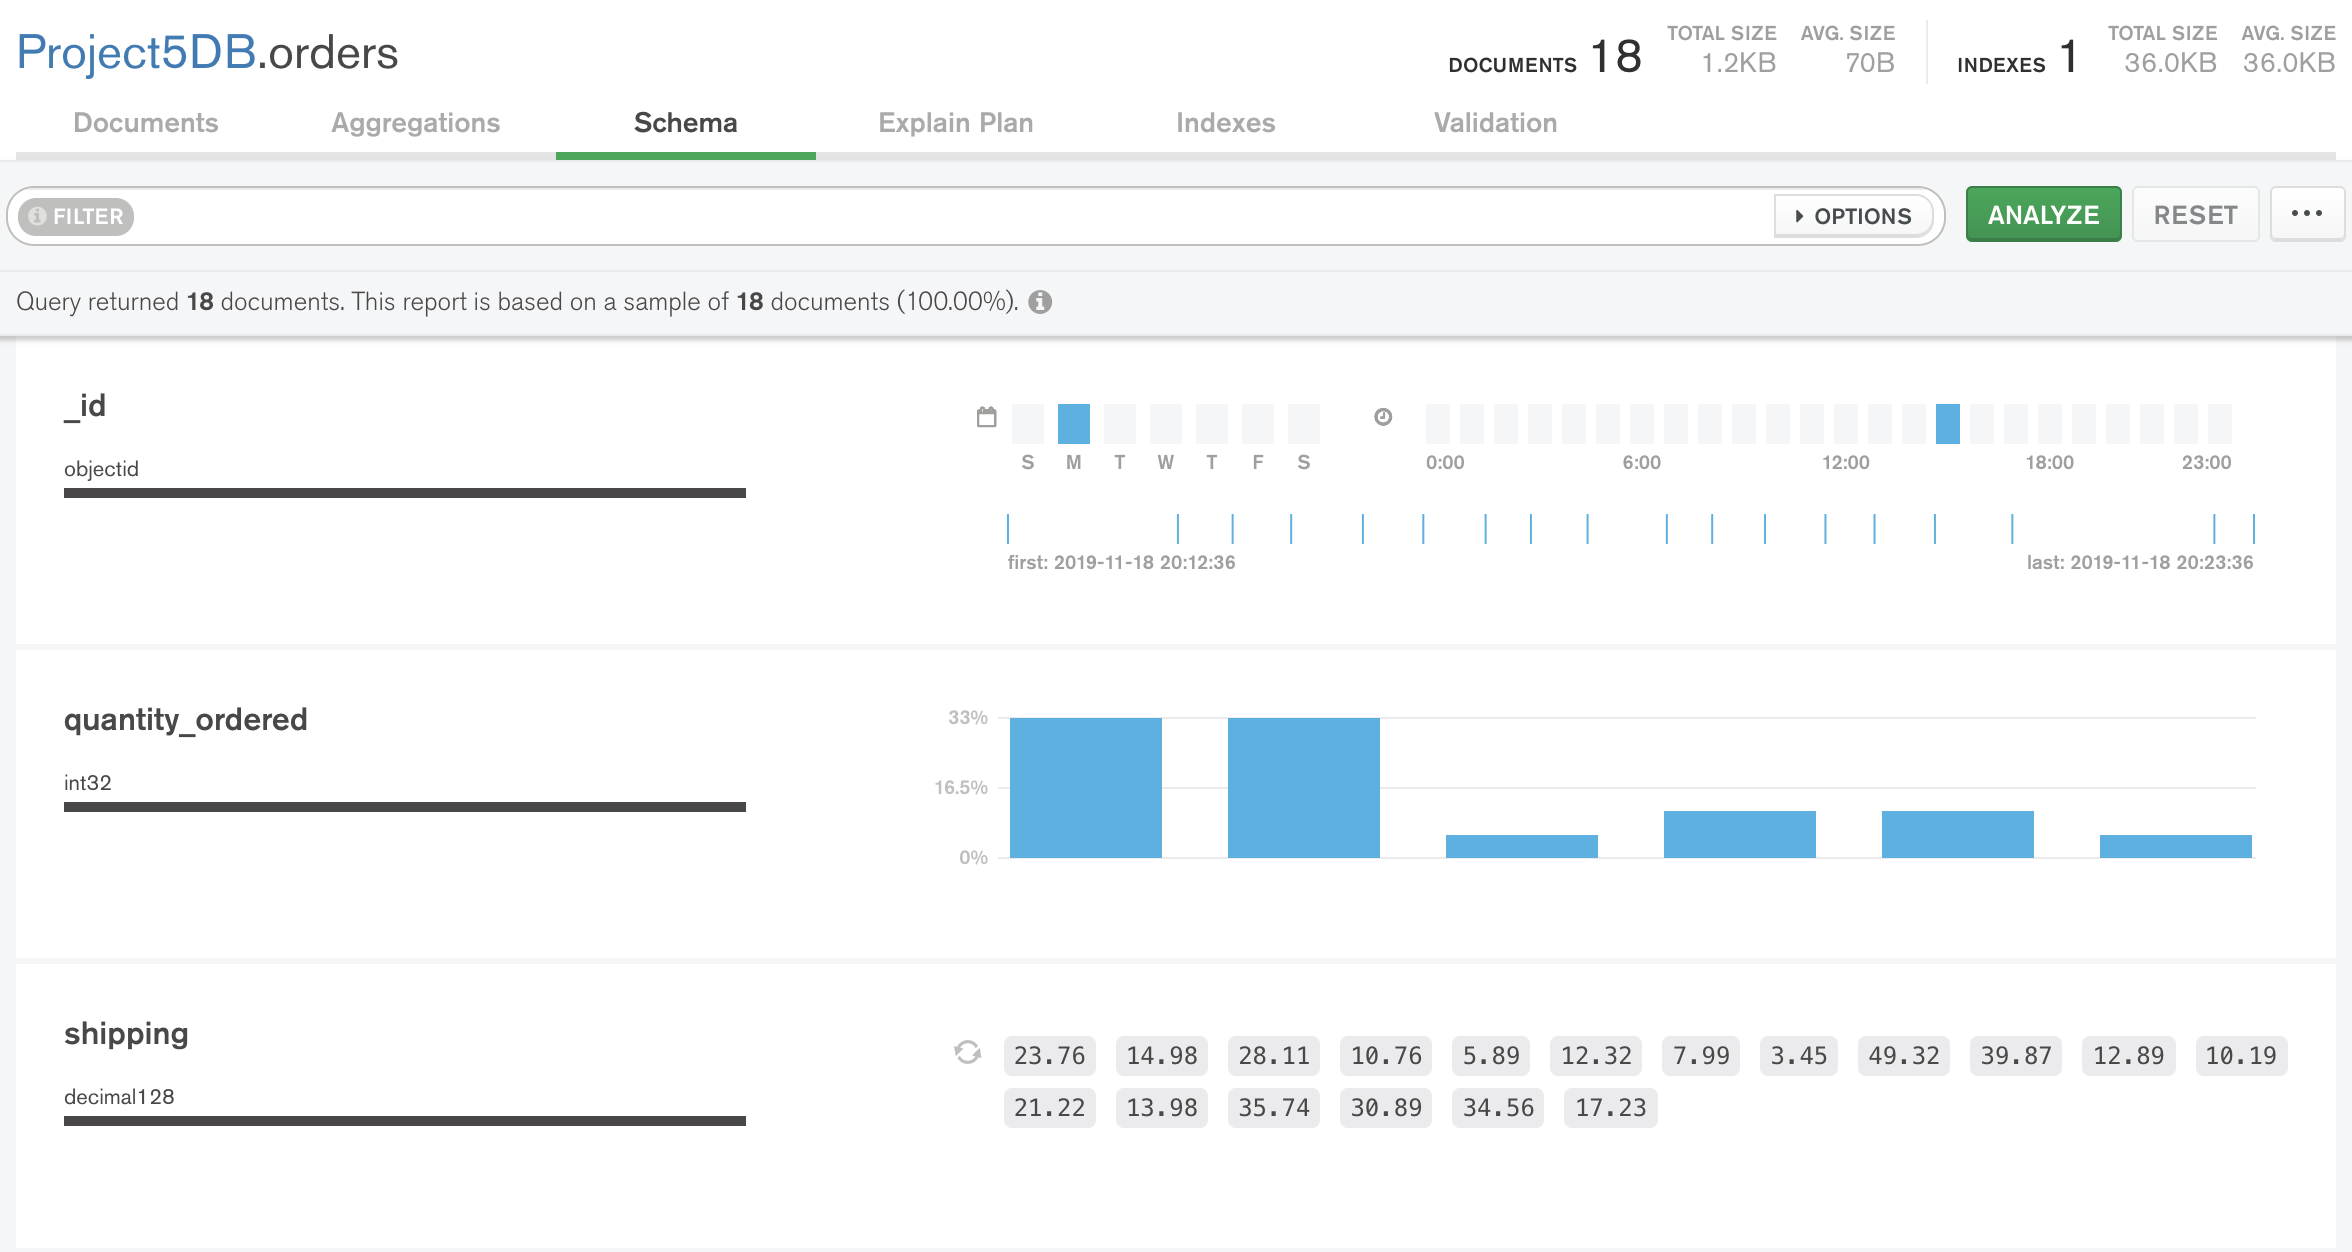 Project5DB.orders
DOCUMENTS 18 TOTAL SIZE 1.2KB AVG. SIZE 70B INDEXES 1 TOTAL SIZE 36.0KB AVG. SIZE 36.0KB
Documents Aggregations Schema Explain Plan Indexes Validation
FILTER OPTIONS ANALYZE RESET ...
Query returned 18 documents. This report is based on a sample of 18 documents (100.00%).
_id
objectid
S M T W T F S
0:00 6:00 12:00 18:00 23:00
first: 2019-11-18 20:12:36 last: 2019-11-18 20:23:36
quantity_ordered
int32
33%
16.5%
0%
shipping
decimal128
23.76 14.98 28.11 10.76 5.89 12.32 7.99 3.45 49.32 39.87 12.89 10.19
21.22 13.98 35.74 30.89 34.56 17.23